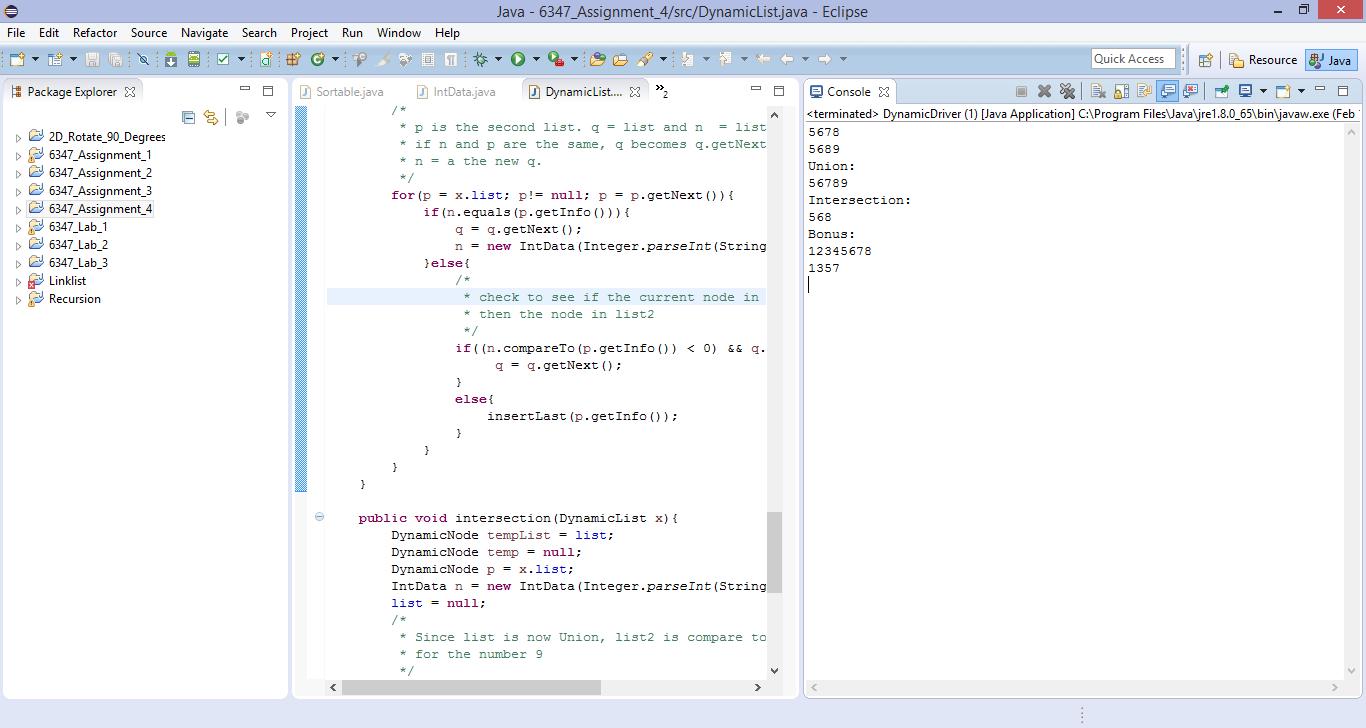 Java - 6347_Assignment_4/src/DynamicList.java - Eclipse
File Edit Refactor Source Navigate Search Project Run Window Help
Quick Access
Resource
Java
Package Explorer
2D_Rotate_90_Degrees
6347_Assignment_1
6347_Assignment_2
6347_Assignment_3
6347_Assignment_4
6347_Lab_1
6347_Lab_2
6347_Lab_3
Linklist
Recursion
Sortable.java
IntData.java
DynamicList....
»2
/*
* p is the second list. q = list and n  = list
* if n and p are the same, q becomes q.getNext
* n = a the new q.
*/
for(p = x.list; p!= null; p = p.getNext()){
if(n.equals(p.getInfo())){
q = q.getNext();
n = new IntData(Integer.parseInt(String
}else{
/*
* check to see if the current node in
* then the node in list2
*/
if((n.compareTo(p.getInfo()) < 0) && q.
q = q.getNext();
}
else{
insertLast(p.getInfo());
}
}
}
}
public void intersection(DynamicList x){
DynamicNode tempList = list;
DynamicNode temp = null;
DynamicNode p = x.list;
IntData n = new IntData(Integer.parseInt(String
list = null;
/*
* Since list is now Union, list2 is compare to
* for the number 9
*/
Console
<terminated> DynamicDriver (1) [Java Application] C:\Program Files\Java\jre1.8.0_65\bin\javaw.exe (Feb
5678
5689
Union:
56789
Intersection:
568
Bonus:
12345678
1357